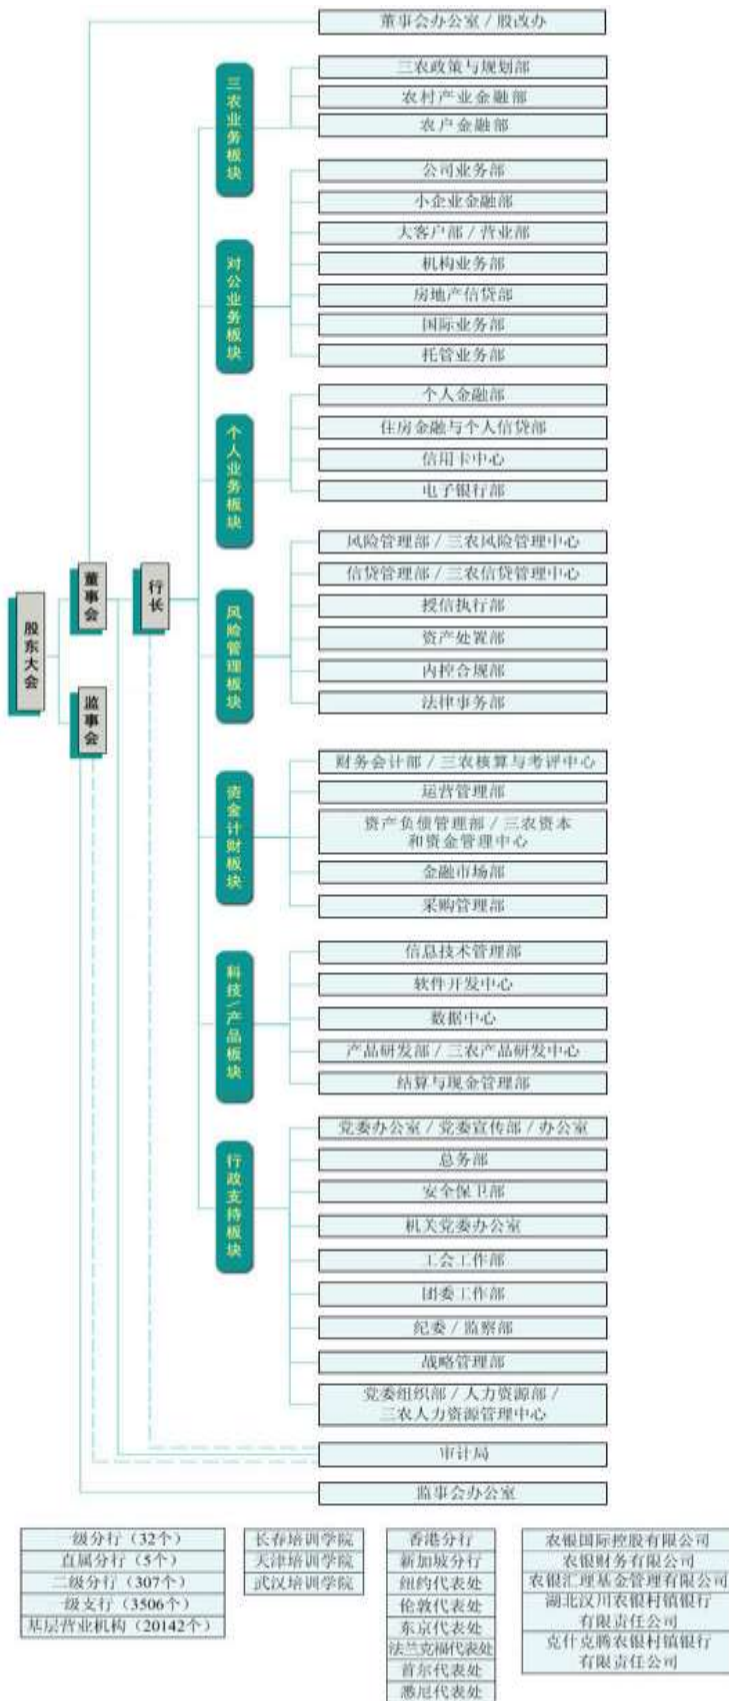 董事会办公室 / 股改办
三农业务板块
三农政策与规划部
农村产业金融部
农户金融部
对公业务板块
公司业务部
小企业金融部
大客户部 / 营业部
机构业务部
房地产信贷部
国际业务部
托管业务部
个人业务板块
个人金融部
住房金融与个人信贷部
信用卡中心
电子银行部
股东大会
董事会
监事会
行长
风险管理板块
风险管理部 / 三农风险管理中心
信贷管理部 / 三农信贷管理中心
授信执行部
资产处置部
内控合规部
法律事务部
资金计财板块
财务会计部 / 三农核算与考评中心
运营管理部
资产负债管理部 / 三农资本
和资金管理中心
金融市场部
采购管理部
科技/产品板块
信息技术管理部
软件开发中心
数据中心
产品研发部 / 三农产品研发中心
结算与现金管理部
行政支持板块
党委办公室 / 党委宣传部 / 办公室
总务部
安全保卫部
机关党委办公室
工会工作部
团委工作部
纪委 / 监察部
战略管理部
党委组织部 / 人力资源部 /
三农人力资源管理中心
审计局
监事会办公室
一级分行（32个）
直属分行（5个）
二级分行（307个）
一级支行（3506个）
基层营业机构（20142个）
长春培训学院
天津培训学院
武汉培训学院
香港分行
新加坡分行
纽约代表处
伦敦代表处
东京代表处
法兰克福代表处
首尔代表处
悉尼代表处
农银国际控股有限公司
农银财务有限公司
农银汇理基金管理有限公司
湖北汉川农银村镇银行
有限责任公司
克什克腾农银村镇银行
有限责任公司